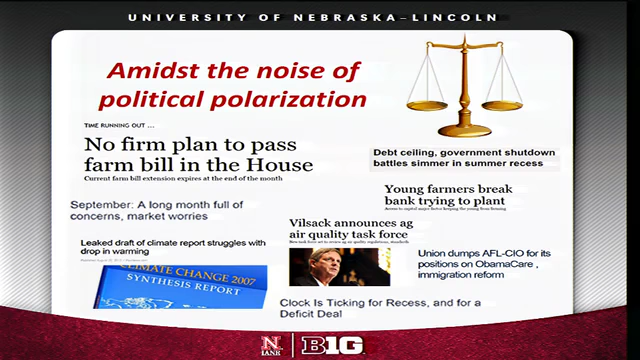 UNIVERSITY OF NEBRASKA–LINCOLN
Amidst the noise of
political polarization
TIME RUNNING OUT ...
No firm plan to pass
farm bill in the House
Current farm bill extension expires at the end of the month
Debt ceiling, government shutdown
battles simmer in summer recess
Young farmers break
bank trying to plant
September: A long month full of
concerns, market worries
Vilsack announces ag
air quality task force
Leaked draft of climate report struggles with
drop in warming
Union dumps AFL-CIO for its
positions on ObamaCare ,
immigration reform
CLIMATE CHANGE 2007
SYNTHESIS REPORT
Clock Is Ticking for Recess, and for a
Deficit Deal
N
IANR
B1G